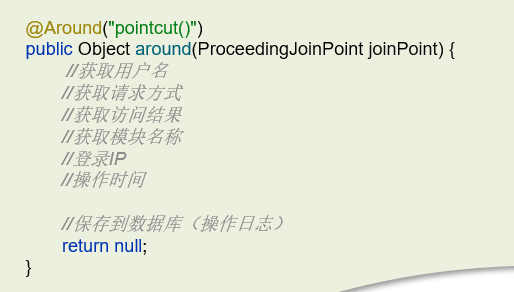 @Around("pointcut()")
public Object around(ProceedingJoinPoint joinPoint) {
//获取用户名
//获取请求方式
//获取访问结果
//获取模块名称
//登录IP
//操作时间
//保存到数据库（操作日志）
return null;
}